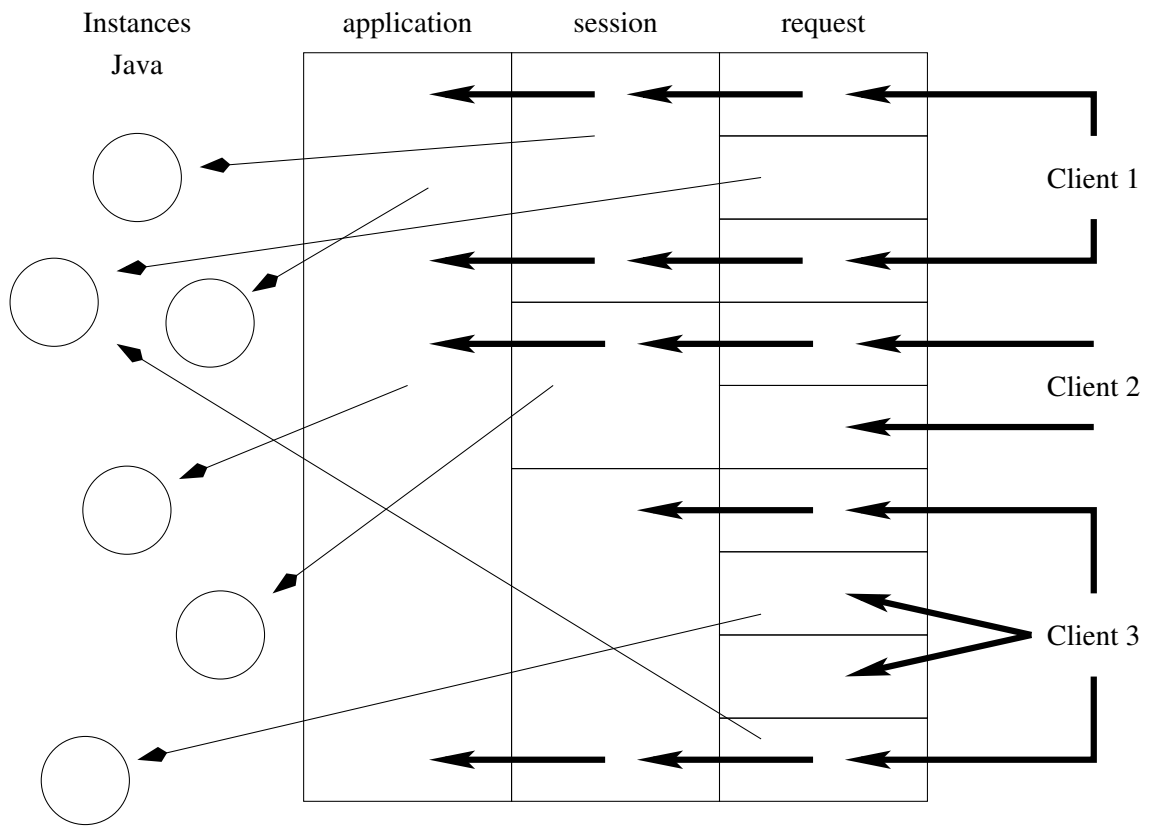 Instances application session request
Java
Client 1
Client 2
Client 3